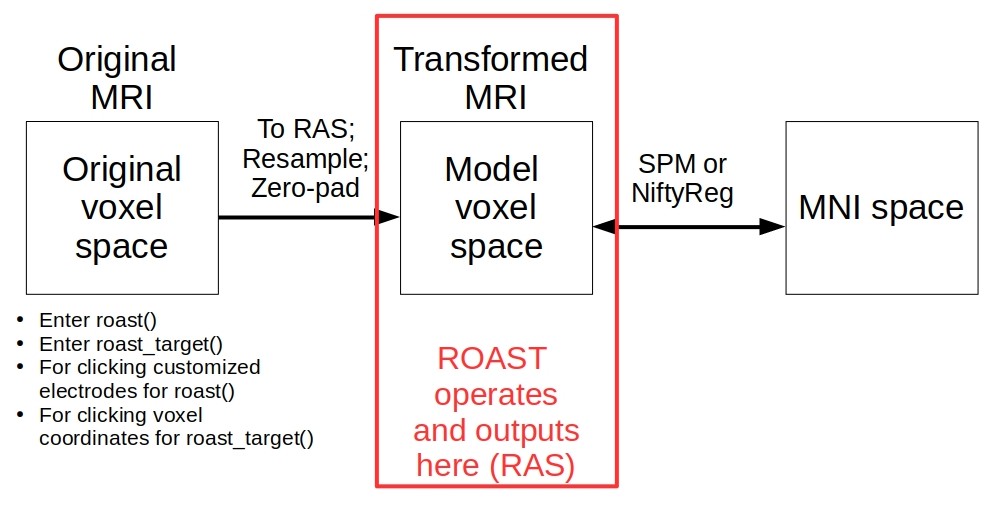 Original
MRI
Original
voxel
space
To RAS;
Resample;
Zero-pad
Transformed
MRI
Model
voxel
space
SPM or
NiftyReg
MNI space
• Enter roast()
• Enter roast_target()
• For clicking customized
electrodes for roast()
• For clicking voxel
coordinates for roast_target()
ROAST
operates
and outputs
here (RAS)